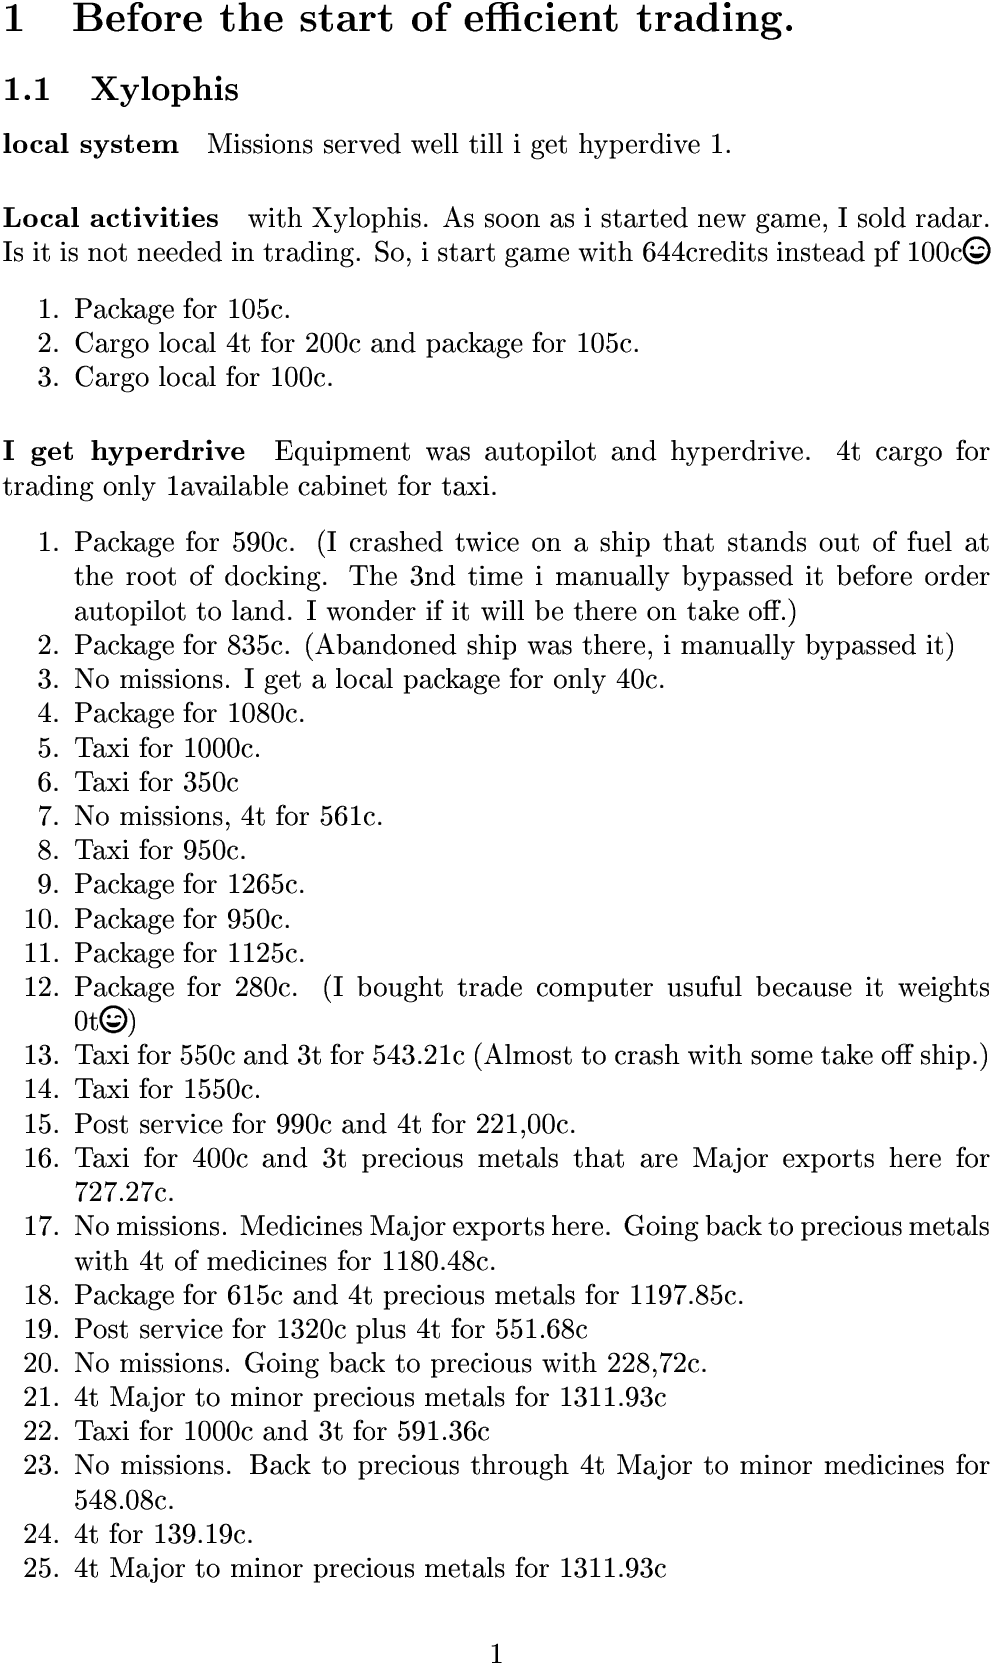 1 Before the start of efficient trading.
1.1 Xylophis
local system Missions served well till i get hyperdive 1.
Local activities with Xylophis. As soon as i started new game, I sold radar.
Is it is not needed in trading. So, i start game with 644credits instead pf 100c😄
1. Package for 105c.
2. Cargo local 4t for 200c and package for 105c.
3. Cargo local for 100c.
I get hyperdrive Equipment was autopilot and hyperdrive. 4t cargo for
trading only 1available cabinet for taxi.
1. Package for 590c. (I crashed twice on a ship that stands out of fuel at
the root of docking. The 3nd time i manually bypassed it before order
autopilot to land. I wonder if it will be there on take off.)
2. Package for 835c. (Abandoned ship was there, i manually bypassed it)
3. No missions. I get a local package for only 40c.
4. Package for 1080c.
5. Taxi for 1000c.
6. Taxi for 350c
7. No missions, 4t for 561c.
8. Taxi for 950c.
9. Package for 1265c.
10. Package for 950c.
11. Package for 1125c.
12. Package for 280c. (I bought trade computer usuful because it weights
0t😄)
13. Taxi for 550c and 3t for 543.21c (Almost to crash with some take off ship.)
14. Taxi for 1550c.
15. Post service for 990c and 4t for 221,00c.
16. Taxi for 400c and 3t precious metals that are Major exports here for
727.27c.
17. No missions. Medicines Major exports here. Going back to precious metals
with 4t of medicines for 1180.48c.
18. Package for 615c and 4t precious metals for 1197.85c.
19. Post service for 1320c plus 4t for 551.68c
20. No missions. Going back to precious with 228,72c.
21. 4t Major to minor precious metals for 1311.93c
22. Taxi for 1000c and 3t for 591.36c
23. No missions. Back to precious through 4t Major to minor medicines for
548.08c.
24. 4t for 139.19c.
25. 4t Major to minor precious metals for 1311.93c
1